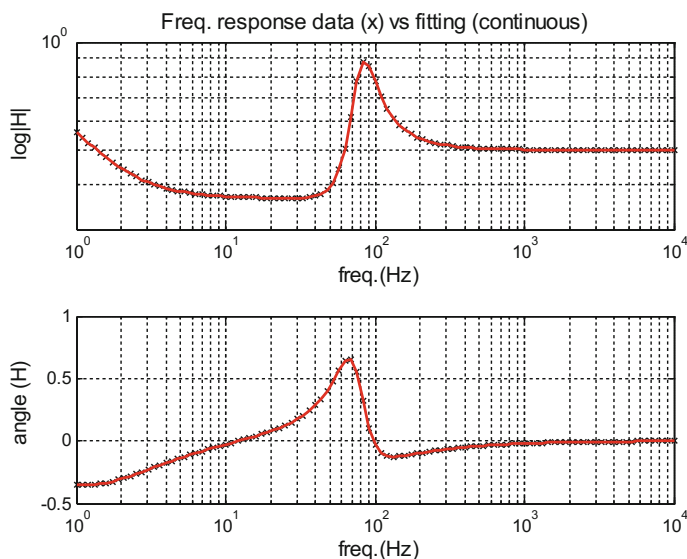 Freq. response data (x) vs fitting (continuous)
10^0
log|H|
10^0 10^1 10^2 10^3 10^4
freq.(Hz)
1
0.5
0
-0.5
angle (H)
10^0 10^1 10^2 10^3 10^4
freq.(Hz)